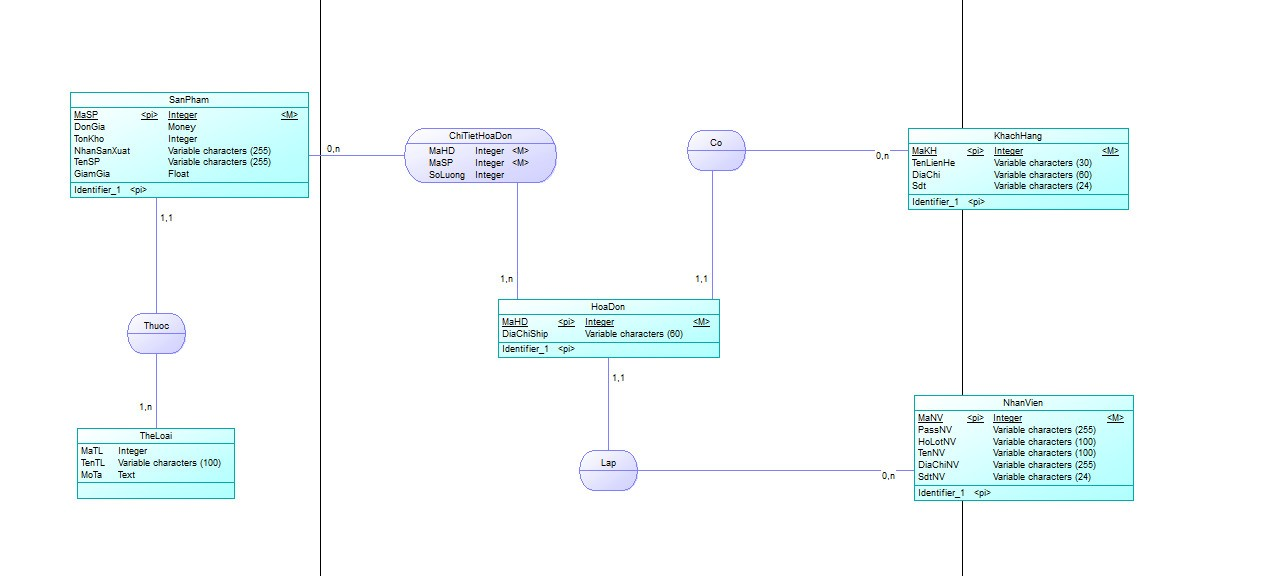 SanPham
MaSP <pi> Integer <M>
DonGia Money
TonKho Integer
NhanSanXuat Variable characters (255)
TenSP Variable characters (255)
GiamGia Float
Identifier_1 <pi>
0,n
ChiTietHoaDon
MaHD Integer <M>
MaSP Integer <M>
SoLuong Integer
Co
0,n
KhachHang
MaKH <pi> Integer <M>
TenLienHe Variable characters (30)
DiaChi Variable characters (60)
Sdt Variable characters (24)
Identifier_1 <pi>
1,1
1,n
1,1
HoaDon
MaHD <pi> Integer <M>
DiaChiShip Variable characters (60)
Identifier_1 <pi>
Thuoc
1,1
1,n
TheLoai
MaTL Integer
TenTL Variable characters (100)
MoTa Text
Lap
0,n
NhanVien
MaNV <pi> Integer <M>
PassNV Variable characters (255)
HoLotNV Variable characters (100)
TenNV Variable characters (100)
DiaChiNV Variable characters (255)
SdtNV Variable characters (24)
Identifier_1 <pi>